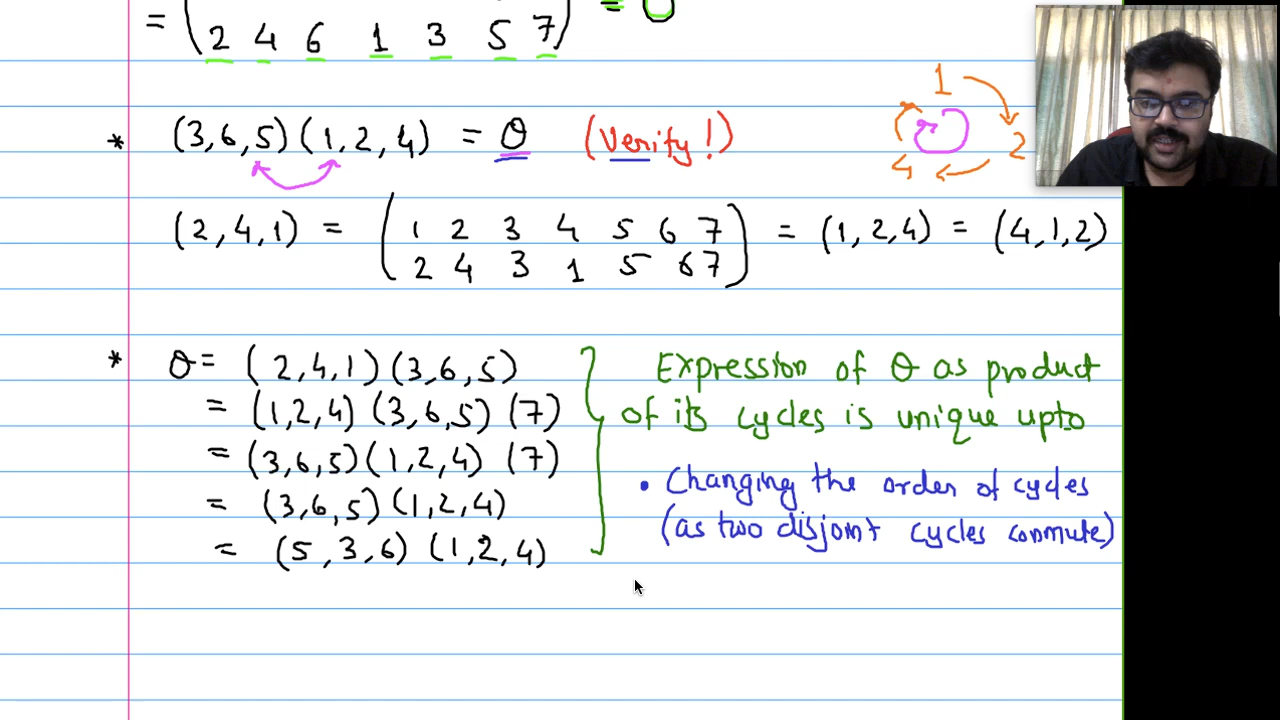 = (2 4 6 1 3 5 7) = θ
* (3,6,5)(1,2,4) = θ (Verify!)
1 2 4
(2,4,1) = (1 2 3 4 5 6 7
2 4 3 1 5 6 7) = (1,2,4) = (4,1,2)
* θ = (2,4,1)(3,6,5)
= (1,2,4)(3,6,5)(7)
= (3,6,5)(1,2,4)(7)
= (3,6,5)(1,2,4)
= (5,3,6)(1,2,4)
Expression of θ as product
of its cycles is unique upto
• Changing the order of cycles
(as two disjoint cycles commute)